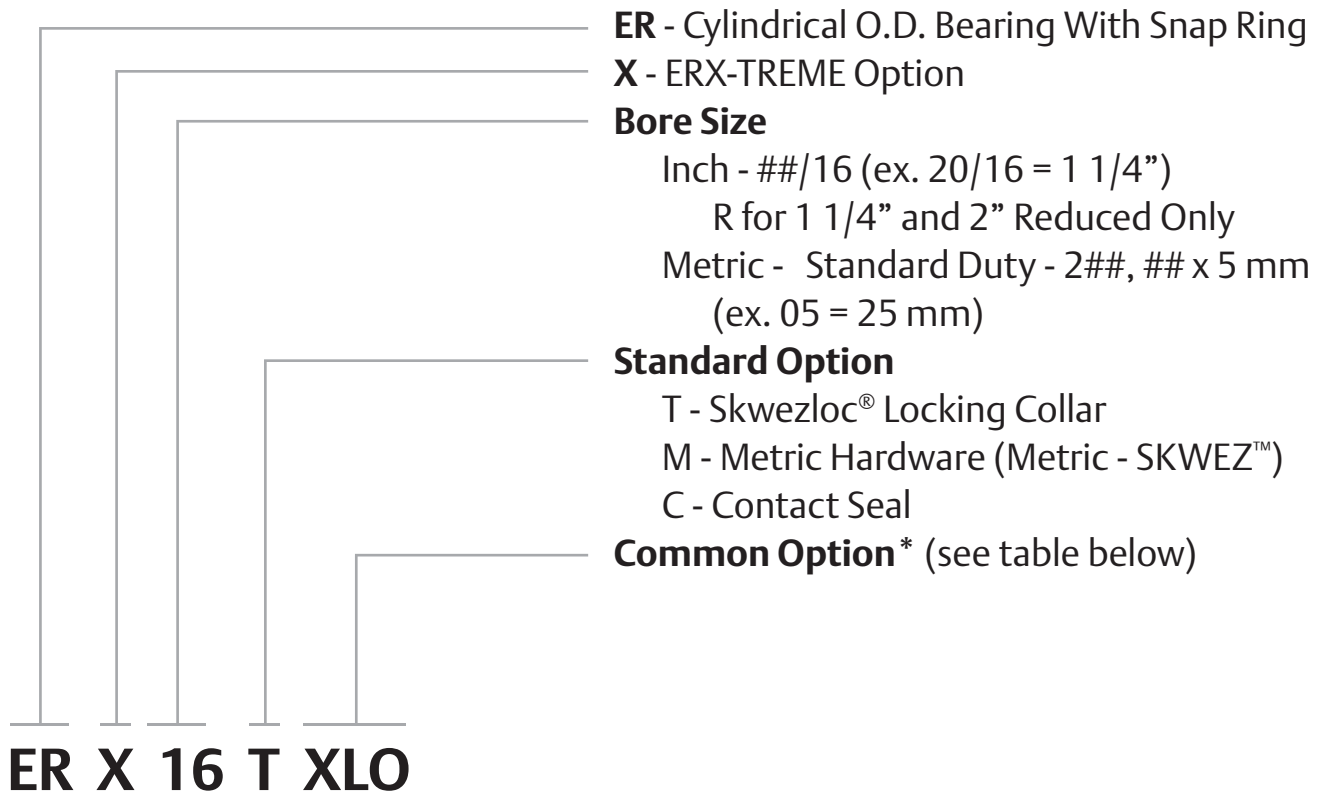 ER - Cylindrical O.D. Bearing With Snap Ring
X - ERX-TREME Option
Bore Size
Inch - ##/16 (ex. 20/16 = 1 1/4”)
R for 1 1/4” and 2” Reduced Only
Metric - Standard Duty - 2##, ## x 5 mm
(ex. 05 = 25 mm)
Standard Option
T - Skwezloc® Locking Collar
M - Metric Hardware (Metric - SKWEZ™)
C - Contact Seal
Common Option* (see table below)
ER X 16 T XLO